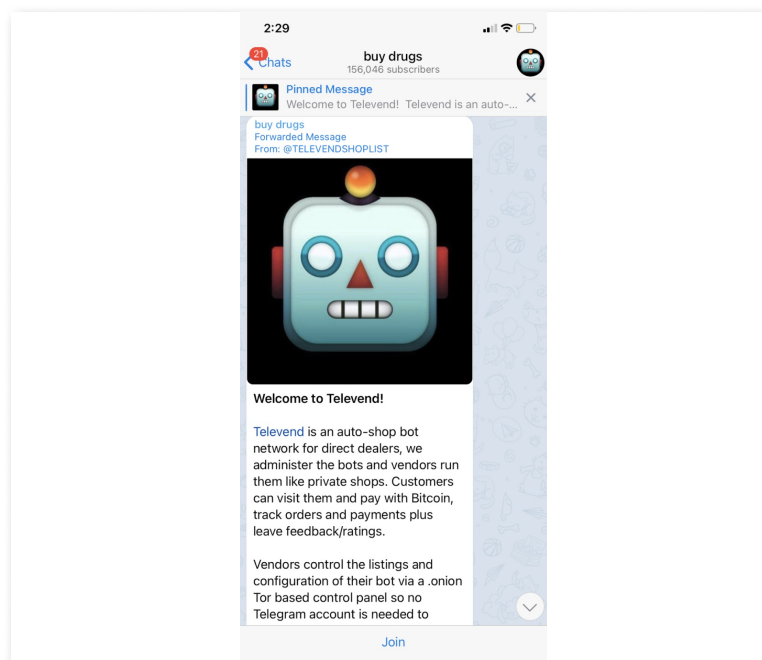 2:29
21
Chats
buy drugs
156,046 subscribers
Pinned Message
Welcome to Televend!  Televend is an auto-...
buy drugs
Forwarded Message
From: @TELEVENDSHOPLIST
Welcome to Televend!
Televend is an auto-shop bot
network for direct dealers, we
administer the bots and vendors run
them like private shops. Customers
can visit them and pay with Bitcoin,
track orders and payments plus
leave feedback/ratings.
Vendors control the listings and
configuration of their bot via a .onion
Tor based control panel so no
Telegram account is needed to
Join